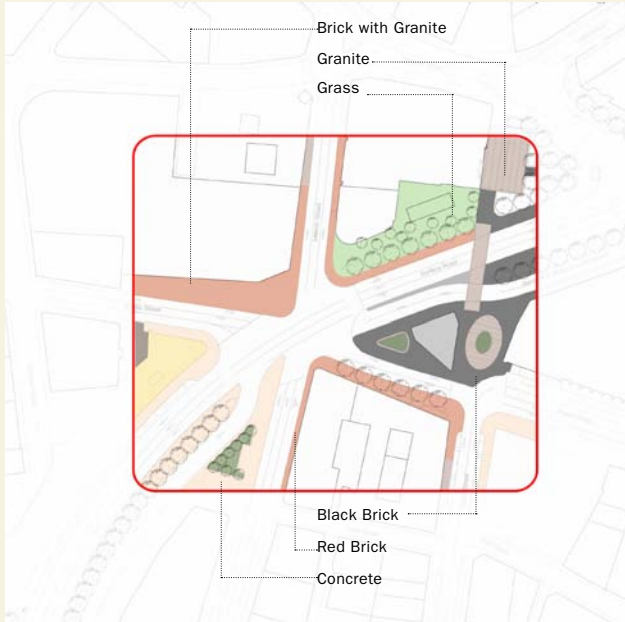 Brick with Granite
Granite
Grass
Black Brick
Red Brick
Concrete